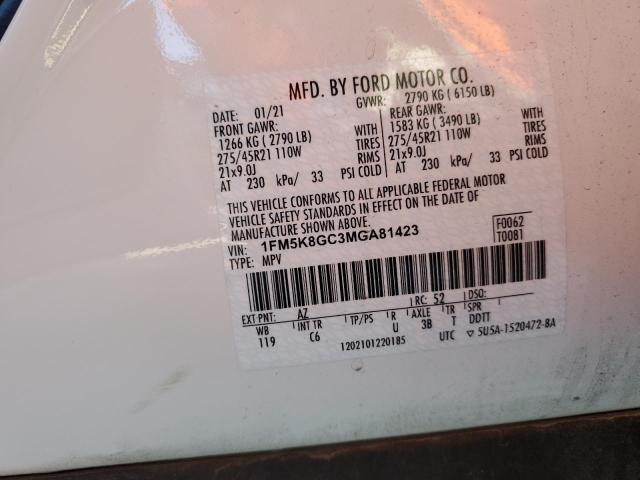 MFD. BY FORD MOTOR CO.
DATE: 01/21 GVWR: 2790 KG ( 6150 LB)
FRONT GAWR: REAR GAWR:
1266 KG ( 2790 LB) WITH 1583 KG ( 3490 LB) WITH
275/45R21 110W TIRES 275/45R21 110W TIRES
21x9.0J RIMS 21x9.0J RIMS
AT 230 kPa/ 33 PSI COLD AT 230 kPa/ 33 PSI COLD
THIS VEHICLE CONFORMS TO ALL APPLICABLE FEDERAL MOTOR
VEHICLE SAFETY STANDARDS IN EFFECT ON THE DATE OF
MANUFACTURE SHOWN ABOVE.
VIN: 1FM5K8GC3MGA81423 F0062
TYPE: MPV T0081
EXT PNT: AZ RC: 52 DSO:
WB INT TR TP/PS R AXLE TR SPR
119 C6 U 3B T DDTT
1202101220185 UTC ▽ 5U5A-1520472-BA